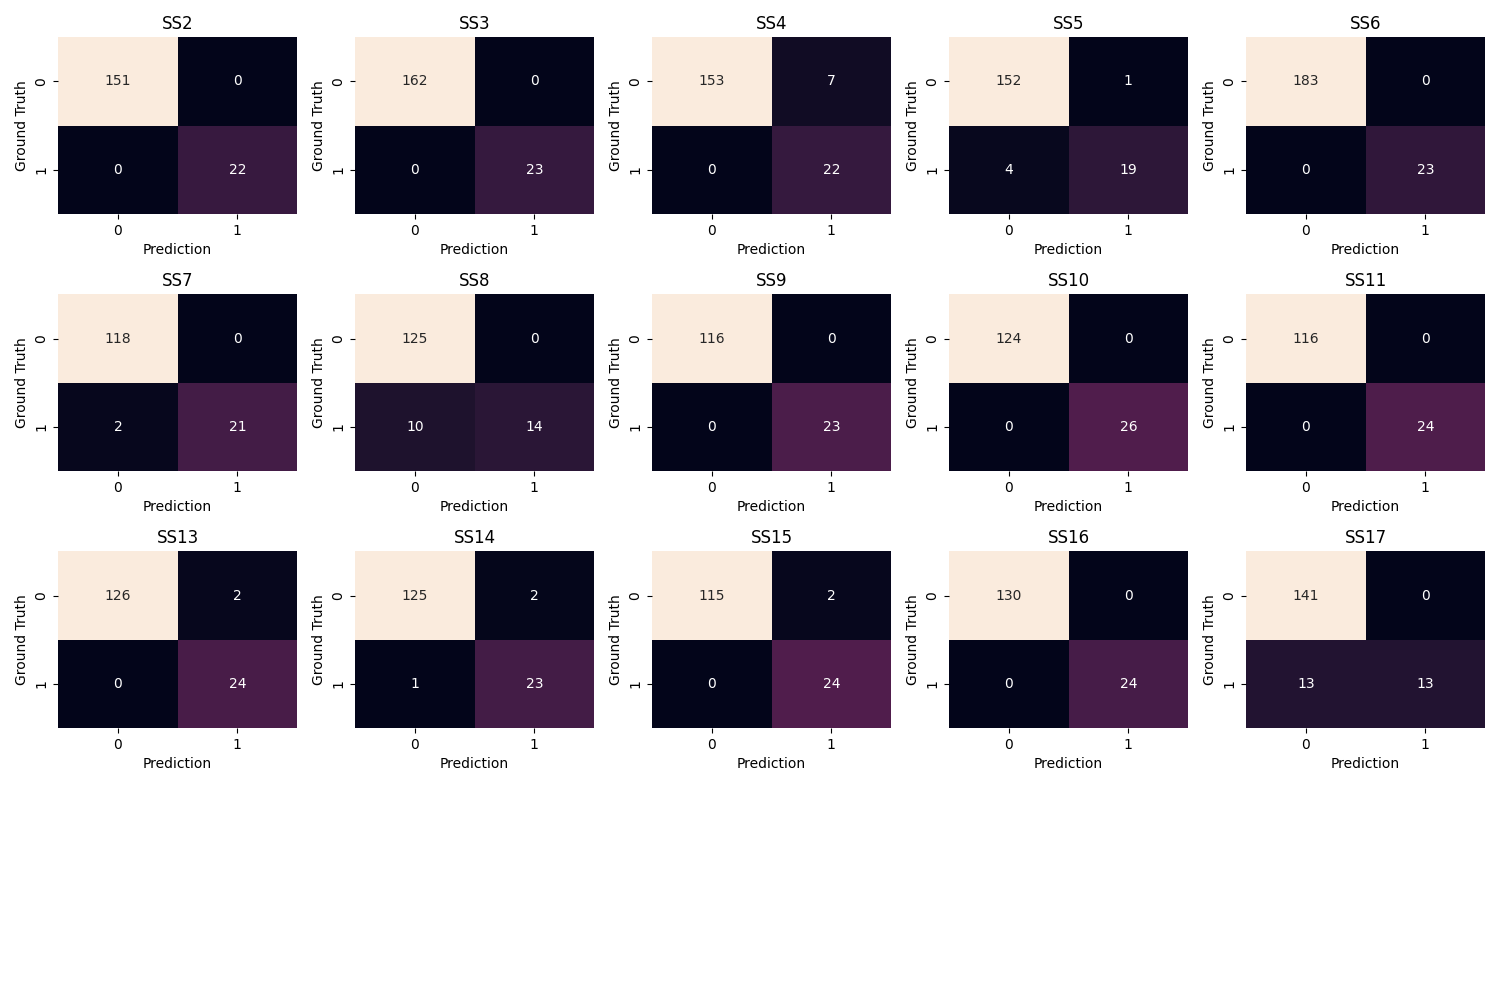 SS2 SS3 SS4 SS5 SS6
Ground Truth 0 151 0 Ground Truth 0 162 0 Ground Truth 0 153 7 Ground Truth 0 152 1 Ground Truth 0 183 0
1 0 22 1 0 23 1 0 22 1 4 19 1 0 23
0 1 0 1 0 1 0 1 0 1
Prediction Prediction Prediction Prediction Prediction
SS7 SS8 SS9 SS10 SS11
Ground Truth 0 118 0 Ground Truth 0 125 0 Ground Truth 0 116 0 Ground Truth 0 124 0 Ground Truth 0 116 0
1 2 21 1 10 14 1 0 23 1 0 26 1 0 24
0 1 0 1 0 1 0 1 0 1
Prediction Prediction Prediction Prediction Prediction
SS13 SS14 SS15 SS16 SS17
Ground Truth 0 126 2 Ground Truth 0 125 2 Ground Truth 0 115 2 Ground Truth 0 130 0 Ground Truth 0 141 0
1 0 24 1 1 23 1 0 24 1 0 24 1 13 13
0 1 0 1 0 1 0 1 0 1
Prediction Prediction Prediction Prediction Prediction